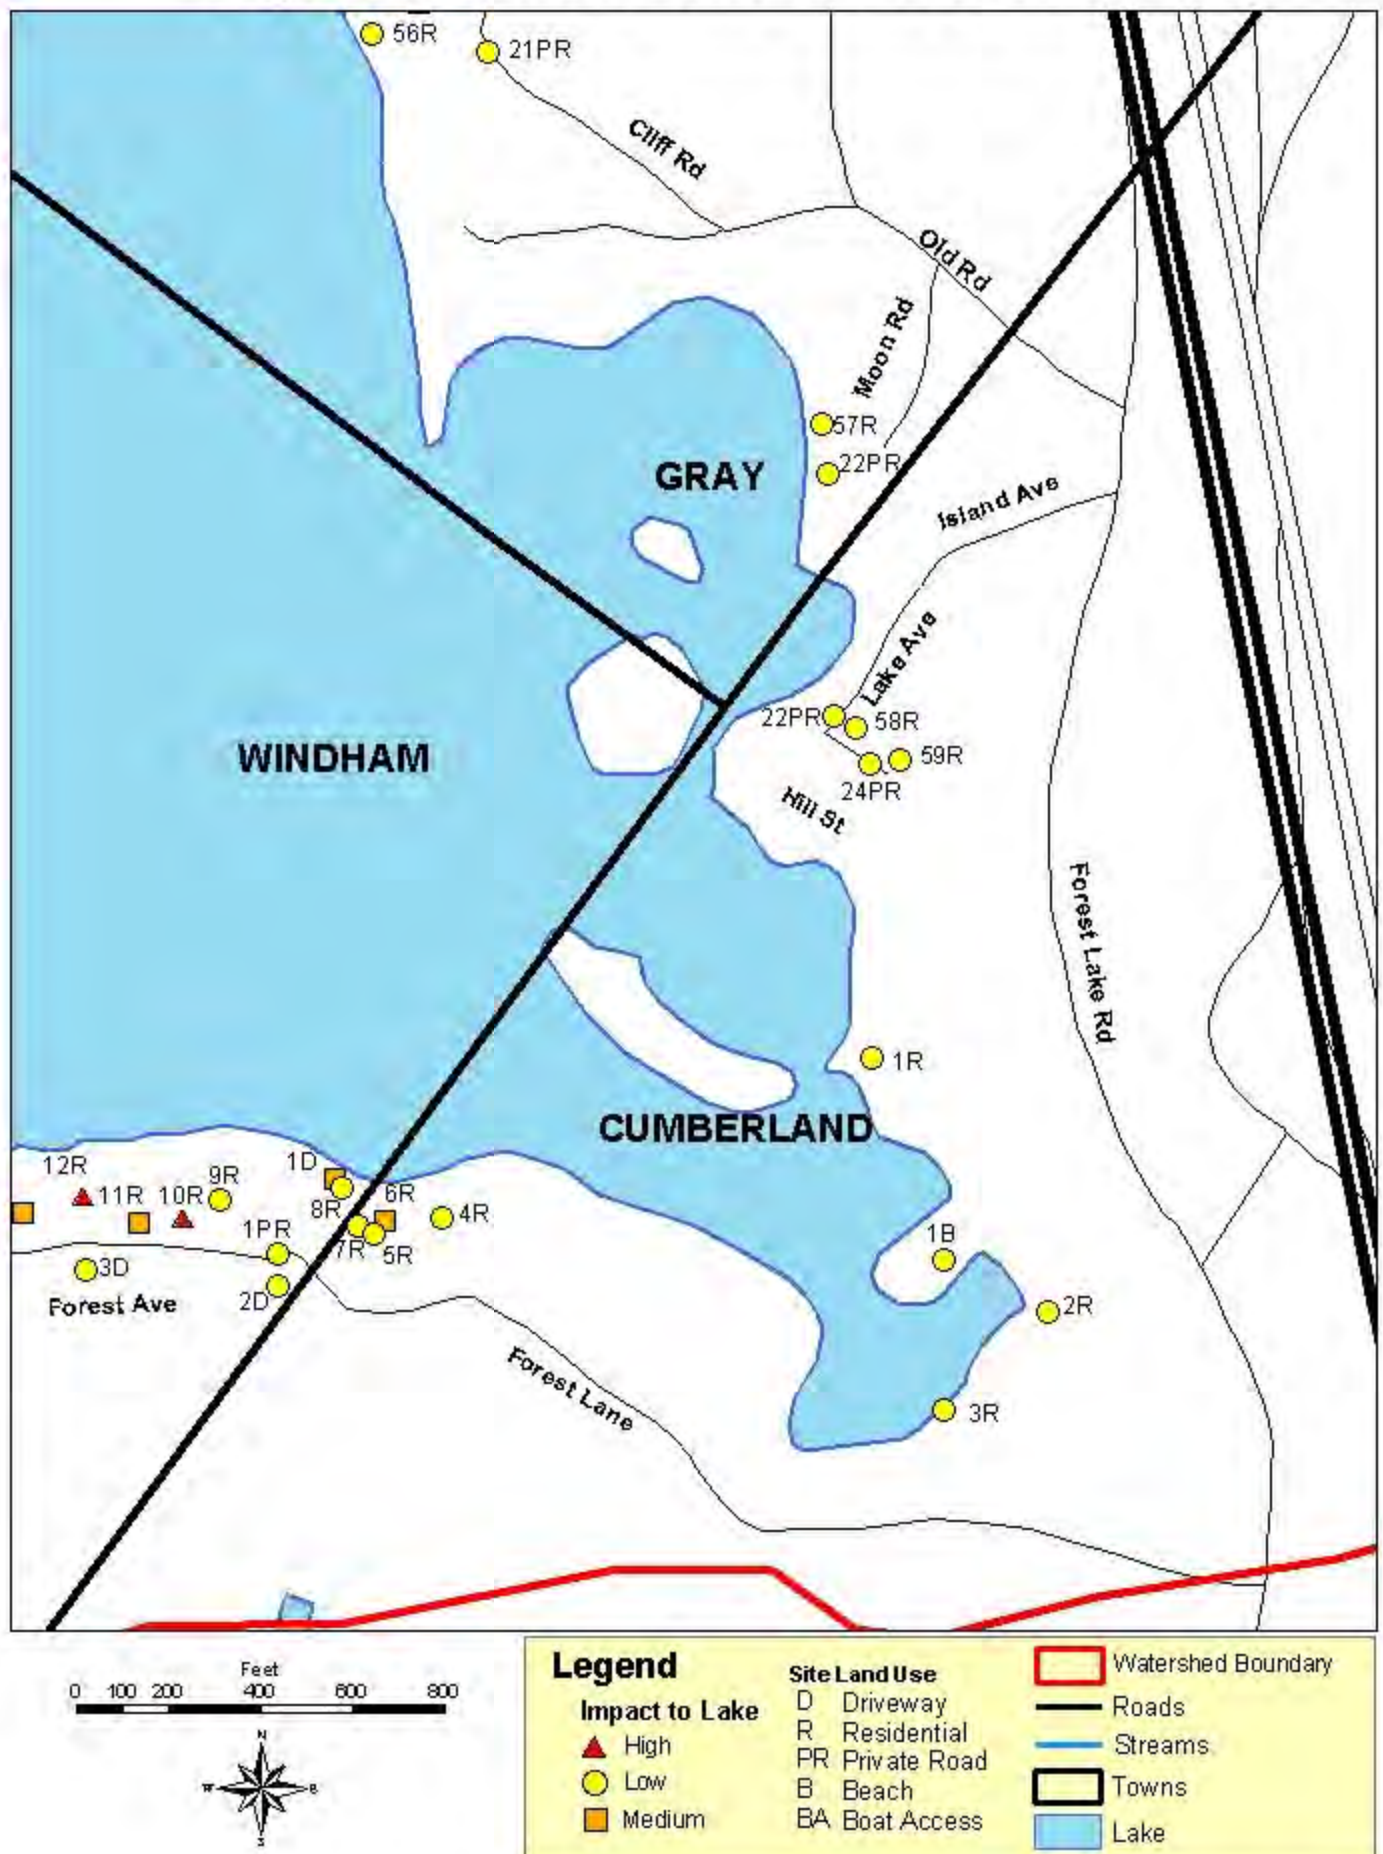 56R
21PR
Cliff Rd
Old Rd
Moon Rd
57R
GRAY
22PR
Island Ave
Lake Ave
22PR
58R
WINDHAM
59R
24PR
Hill St
Forest Lake Rd
1R
CUMBERLAND
12R
1D
9R
11R
10R
6R
8R
4R
1PR
7R
5R
1B
3D
2D
Forest Ave
2R
Forest Lane
3R
Feet
0 100 200 400 600 800
N
W
E
S
Legend
Impact to Lake
High
Low
Medium
Site Land Use
D Driveway
R Residential
PR Private Road
B Beach
BA Boat Access
Watershed Boundary
Roads
Streams
Towns
Lake